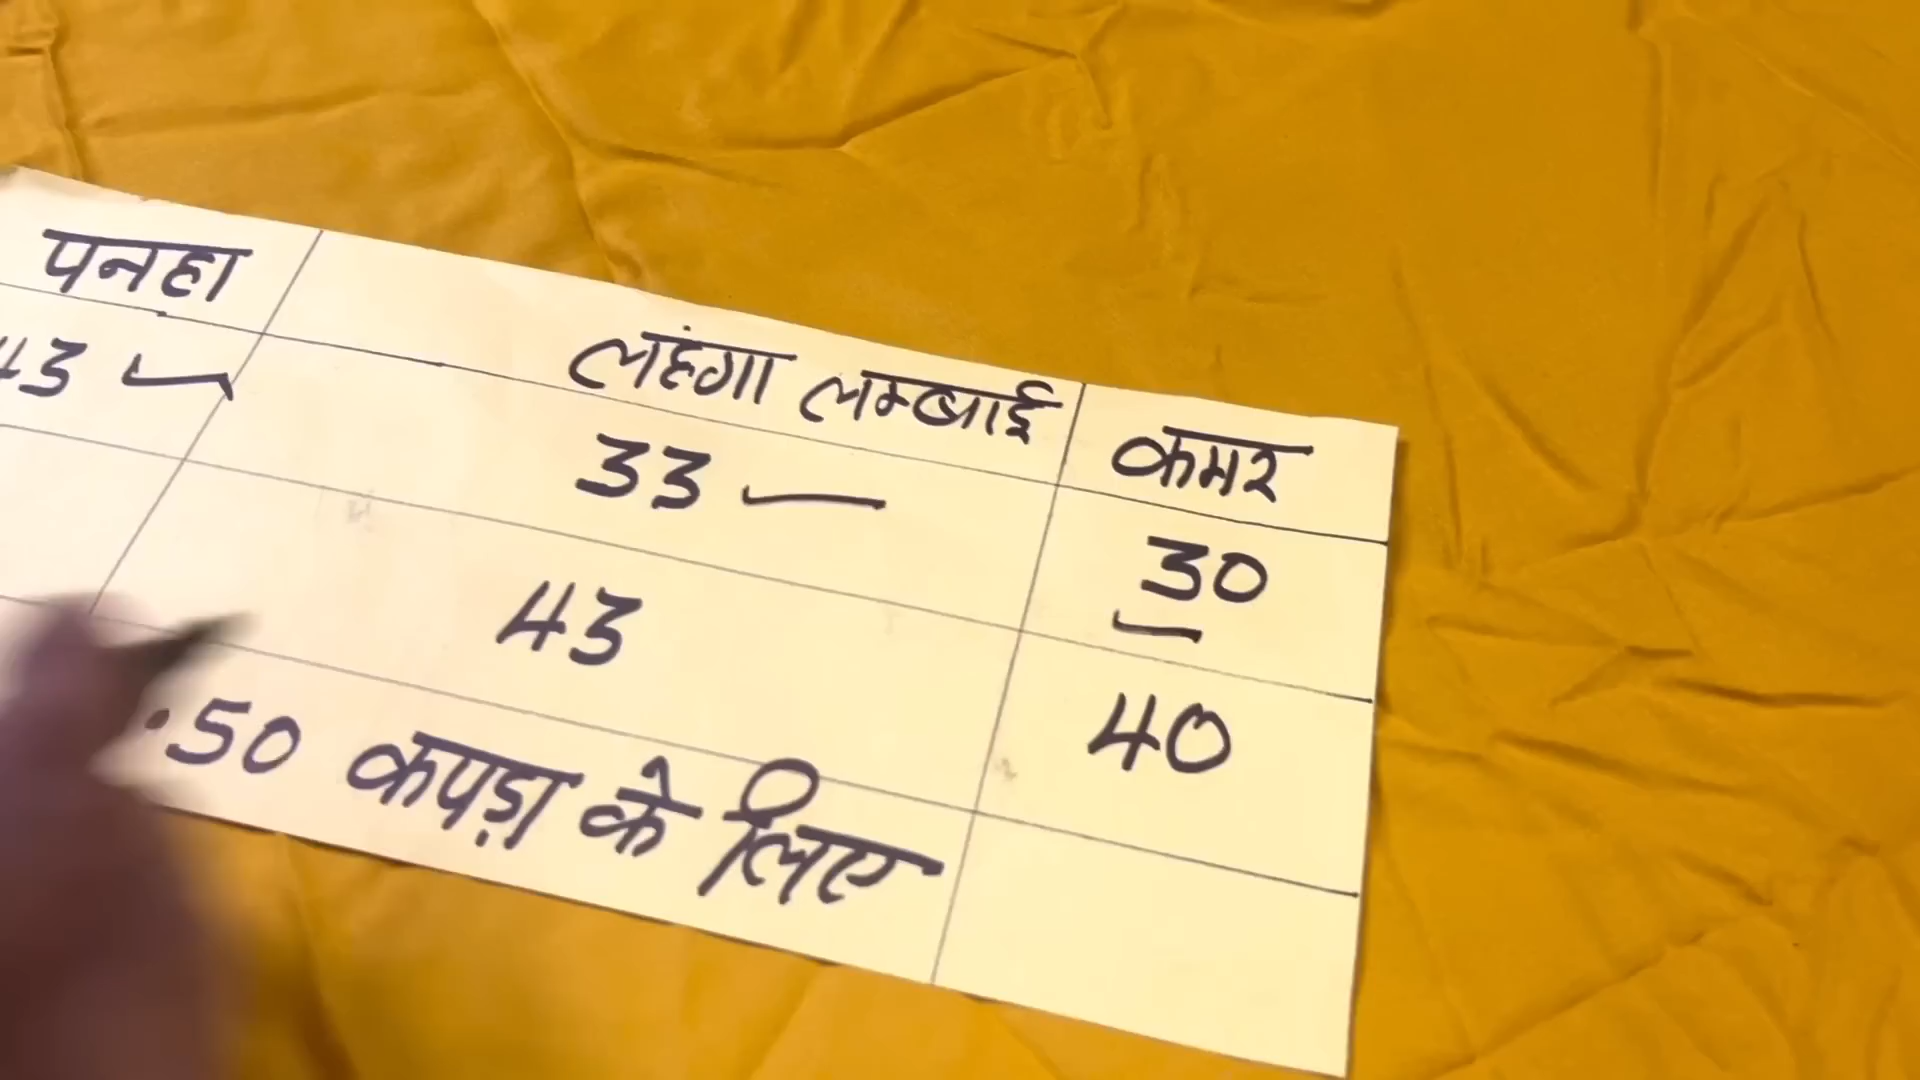 पनहा लहंगा लम्बाई कमर
43 33 30
43 40
.50 कपड़ा के लिए